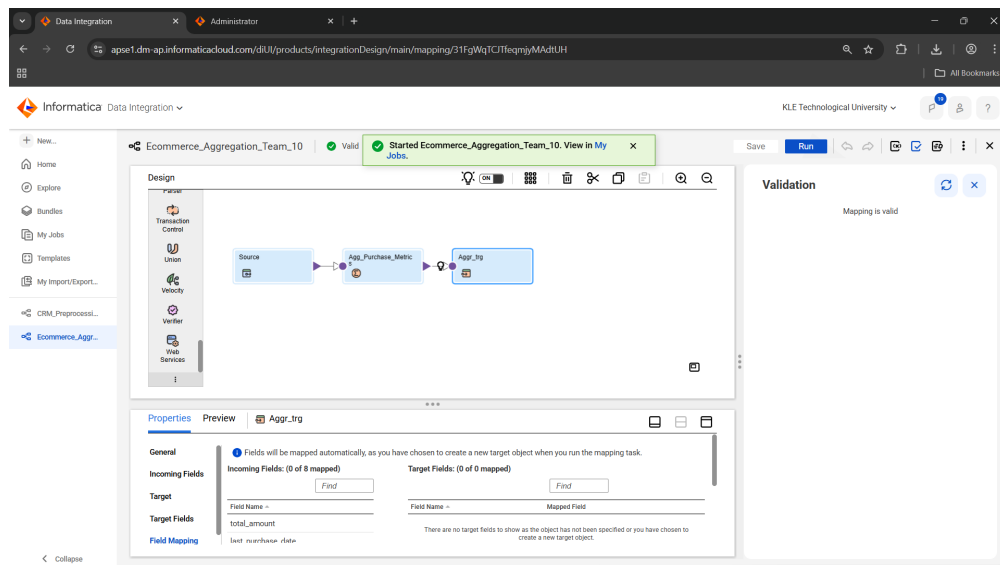 Data Integration
Administrator
apse1.dm-ap.informaticacloud.com/diUI/products/integrationDesign/main/mapping/31FgWqTCJTfeqmjyMAdtUH
All Bookmarks
Informatica Data Integration
KLE Technological University
19
?
New...
Home
Explore
Bundles
My Jobs
Templates
My Import/Export...
CRM_Preprocessi...
Ecommerce_Aggr...
Collapse
Ecommerce_Aggregation_Team_10
Valid
Started Ecommerce_Aggregation_Team_10. View in My
Jobs.
Save
Run
Design
ON
Parser
Transaction
Control
Union
Velocity
Verifier
Web
Services
Source
Agg_Purchase_Metric
s
Aggr_trg
Validation
Mapping is valid
Properties
Preview
Aggr_trg
General
Incoming Fields
Target
Target Fields
Field Mapping
Fields will be mapped automatically, as you have chosen to create a new target object when you run the mapping task.
Incoming Fields: (0 of 8 mapped)
Find
Field Name
total_amount
last_purchase_date
Target Fields: (0 of 0 mapped)
Find
Field Name
Mapped Field
There are no target fields to show as the object has not been specified or you have chosen to
create a new target object.